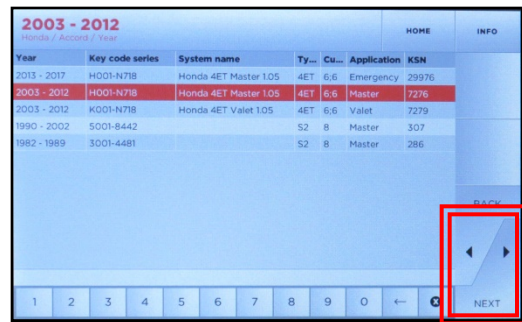 2003 - 2012
Honda / Accord / Year
HOME
INFO
Year Key code series System name Ty... Cu... Application KSN
2013 - 2017 H001-N718 Honda 4ET Master 1.05 4ET 6;6 Emergency 29976
2003 - 2012 H001-N718 Honda 4ET Master 1.05 4ET 6;6 Master 7276
2003 - 2012 K001-N718 Honda 4ET Valet 1.05 4ET 6;6 Valet 7279
1990 - 2002 5001-8442 S2 8 Master 307
1982 - 1989 3001-4481 S2 8 Master 286
BACK
1 2 3 4 5 6 7 8 9 0 ← NEXT